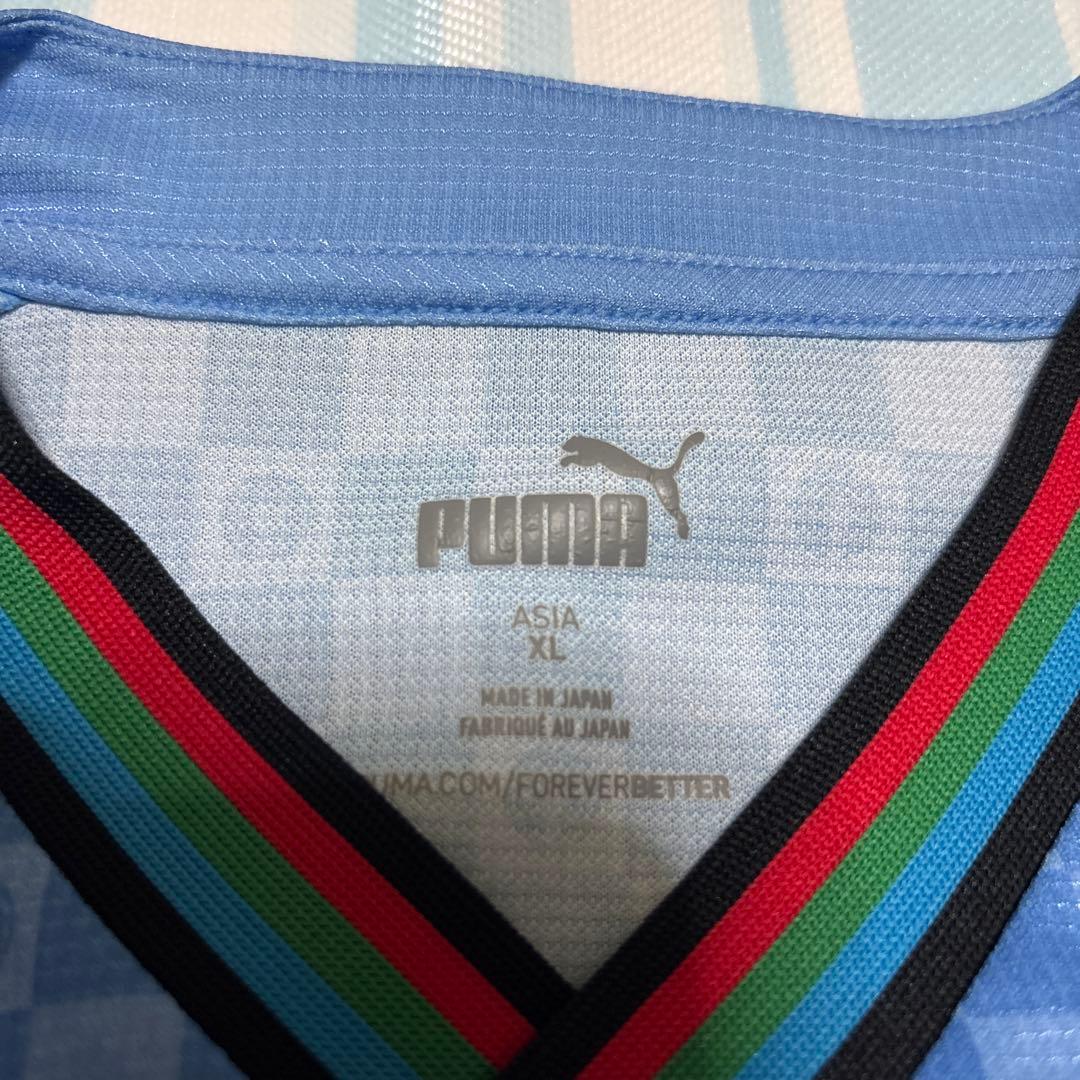 PUMA
ASIA
XL
MADE IN JAPAN
FABRIQUÉ AU JAPAN
UMA.COM/FOREVERBETTER